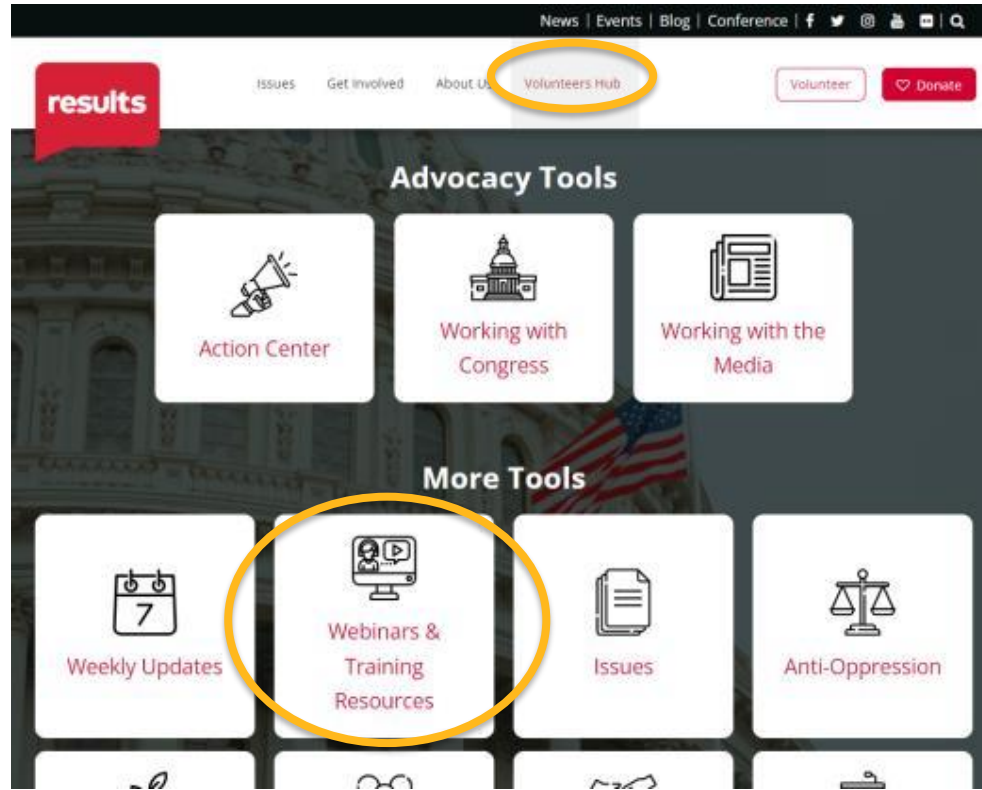 News | Events | Blog | Conference |
results
Issues Get Involved About Us Volunteers Hub Volunteer Donate
Advocacy Tools
Action Center
Working with
Congress
Working with the
Media
More Tools
7
Weekly Updates
Webinars &
Training
Resources
Issues
Anti-Oppression